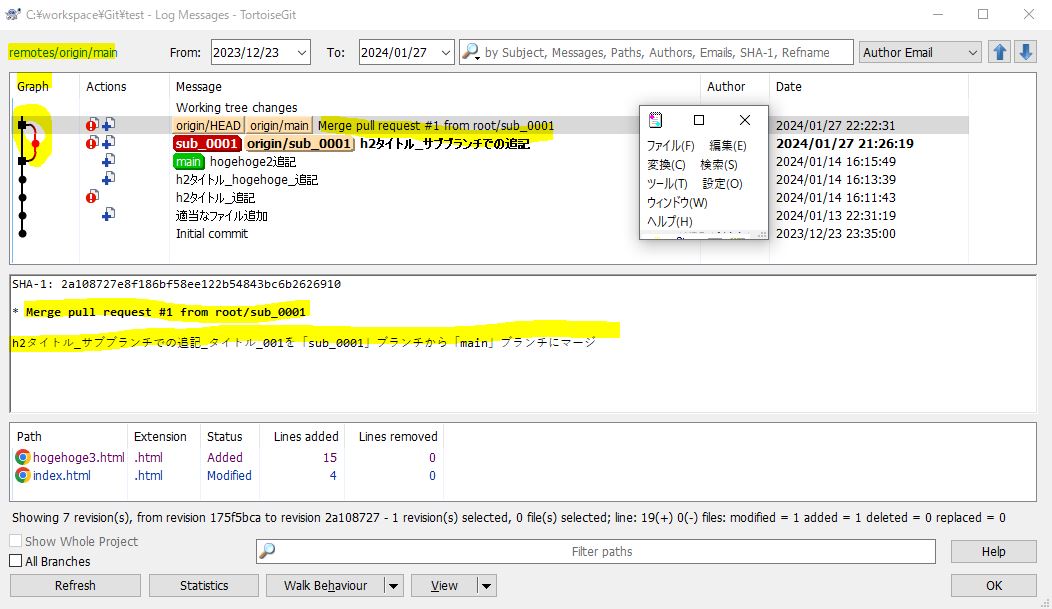 C:¥workspace¥Git¥test - Log Messages - TortoiseGit
remotes/origin/main From: 2023/12/23 To: 2024/01/27 by Subject, Messages, Paths, Authors, Emails, SHA-1, Refname Author Email
Graph Actions Message Author Date
Working tree changes
origin/HEAD origin/main Merge pull request #1 from root/sub_0001 2024/01/27 22:22:31
sub_0001 origin/sub_0001 h2タイトル_サブブランチでの追記 2024/01/27 21:26:19
main hogehoge2追記 2024/01/14 16:15:49
h2タイトル_hogehoge_追記 2024/01/14 16:13:39
h2タイトル_追記 2024/01/14 16:11:43
適当なファイル追加 2024/01/13 22:31:19
Initial commit 2023/12/23 23:35:00
ファイル(F) 編集(E)
変換(C) 検索(S)
ツール(T) 設定(O)
ウィンドウ(W)
ヘルプ(H)
SHA-1: 2a108727e8f186bf58ee122b54843bc6b2626910
* Merge pull request #1 from root/sub_0001
h2タイトル_サブブランチでの追記_タイトル_001を「sub_0001」ブランチから「main」ブランチにマージ
Path Extension Status Lines added Lines removed
hogehoge3.html .html Added 15 0
index.html .html Modified 4 0
Showing 7 revision(s), from revision 175f5bca to revision 2a108727 - 1 revision(s) selected, 0 file(s) selected; line: 19(+) 0(-) files: modified = 1 added = 1 deleted = 0 replaced = 0
Show Whole Project
All Branches
Filter paths
Help
Refresh Statistics Walk Behaviour View OK